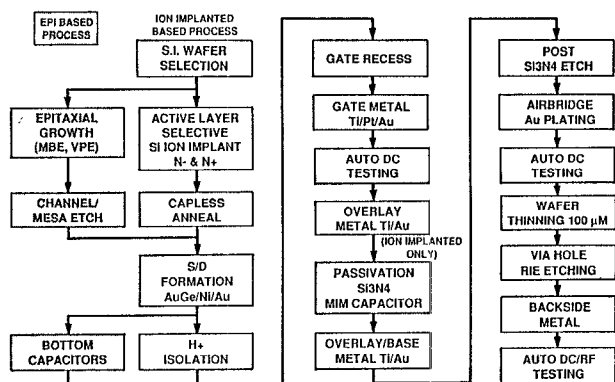 EPI BASED
PROCESS
ION IMPLANTED
BASED PROCESS
S.I. WAFER
SELECTION
EPITAXIAL
GROWTH
(MBE, VPE)
ACTIVE LAYER
SELECTIVE
SI ION IMPLANT
N- & N+
CHANNEL/
MESA ETCH
CAPLESS
ANNEAL
S/D
FORMATION
AuGe/Ni/Au
BOTTOM
CAPACITORS
H+
ISOLATION
GATE RECESS
GATE METAL
Ti/Pt/Au
AUTO DC
TESTING
OVERLAY
METAL Ti/Au
(ION IMPLANTED
ONLY)
PASSIVATION
Si3N4
MIM CAPACITOR
OVERLAY/BASE
METAL Ti/Au
POST
Si3N4 ETCH
AIRBRIDGE
Au PLATING
AUTO DC
TESTING
WAFER
THINNING 100 μM
VIA HOLE
RIE ETCHING
BACKSIDE
METAL
AUTO DC/RF
TESTING